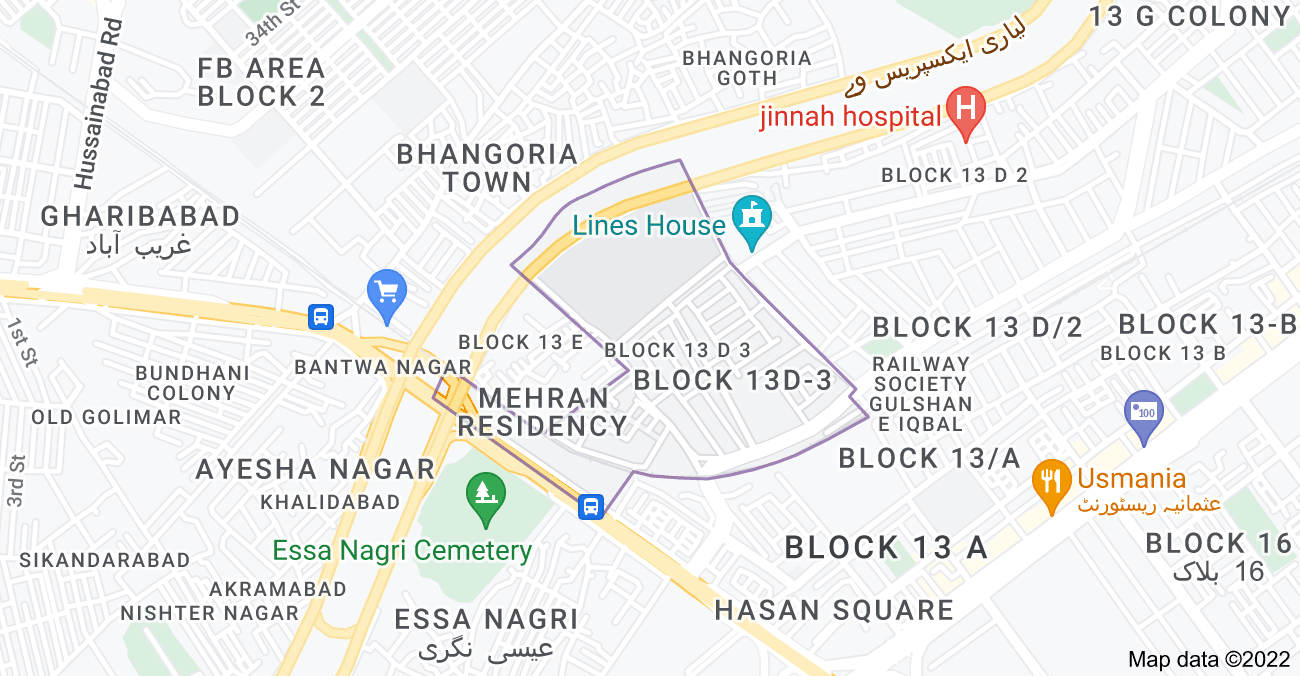 34th St
13 G COLONY
لیاری ایکسپریس وے
Hussainabad Rd
FB AREA
BLOCK 2
BHANGORIA
GOTH
jinnah hospital
H
BHANGORIA
TOWN
BLOCK 13 D 2
GHARIBABAD
غریب آباد
Lines House
1st St
BLOCK 13 E
BLOCK 13 D 3
BLOCK 13 D/2
BLOCK 13-B
BLOCK 13 B
BANTWA NAGAR
BUNDHANI
COLONY
RAILWAY
SOCIETY
GULSHAN
E IQBAL
BLOCK 13D-3
OLD GOLIMAR
MEHRAN
RESIDENCY
100
3rd St
AYESHA NAGAR
BLOCK 13/A
KHALIDABAD
Usmania
عثمانیہ ریسٹورنٹ
Essa Nagri Cemetery
BLOCK 13 A
BLOCK 16
16 بلاک
SIKANDARABAD
AKRAMABAD
NISHTER NAGAR
ESSA NAGRI
عیسی نگری
HASAN SQUARE
Map data ©2022